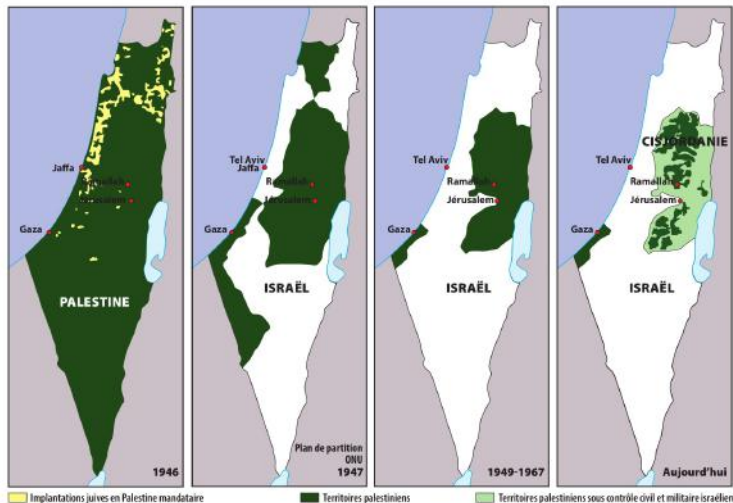 Jaffa
Ramallah
Jérusalem
Gaza
PALESTINE
1946
Tel Aviv
Jaffa
Ramallah
Jérusalem
Gaza
ISRAËL
Plan de partition
ONU
1947
Tel Aviv
Ramallah
Jérusalem
Gaza
ISRAËL
1949-1967
CISJORDANIE
Tel Aviv
Ramallah
Jérusalem
Gaza
ISRAËL
Aujourd'hui
Implantations juives en Palestine mandataire
Territoires palestiniens
Territoires palestiniens sous contrôle civil et militaire israélien